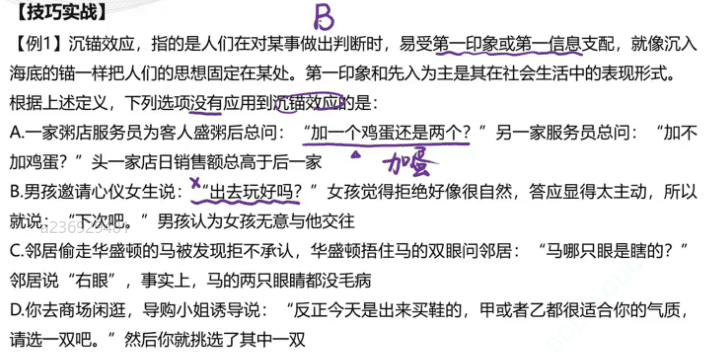 【技巧实战】
B
【例1】沉锚效应，指的是人们在对某事做出判断时，易受第一印象或第一信息支配，就像沉入
海底的锚一样把人们的思想固定在某处。第一印象和先入为主是其在社会生活中的表现形式。
根据上述定义，下列选项没有应用到沉锚效应的是：
A.一家粥店服务员为客人盛粥后总问：“加一个鸡蛋还是两个？”另一家服务员总问：“加不
加鸡蛋？”头一家店日销售额总高于后一家
加蛋
B.男孩邀请心仪女生说：“出去玩好吗？”女孩觉得拒绝好像很自然，答应显得太主动，所以
就说：“下次吧。”男孩认为女孩无意与他交往
C.邻居偷走华盛顿的马被发现拒不承认，华盛顿捂住马的双眼问邻居：“马哪只眼是瞎的？”
邻居说“右眼”，事实上，马的两只眼睛都没毛病
D.你去商场闲逛，导购小姐诱导说：“反正今天是出来买鞋的，甲或者乙都很适合你的气质，
请选一双吧。”然后你就挑选了其中一双